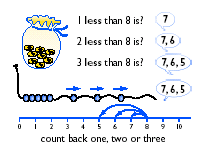 1 less than 8 is? 7
2 less than 8 is? 7, 6
3 less than 8 is? 7, 6, 5
7, 6, 5
0 1 2 3 4 5 6 7 8 9 10
count back one, two or three